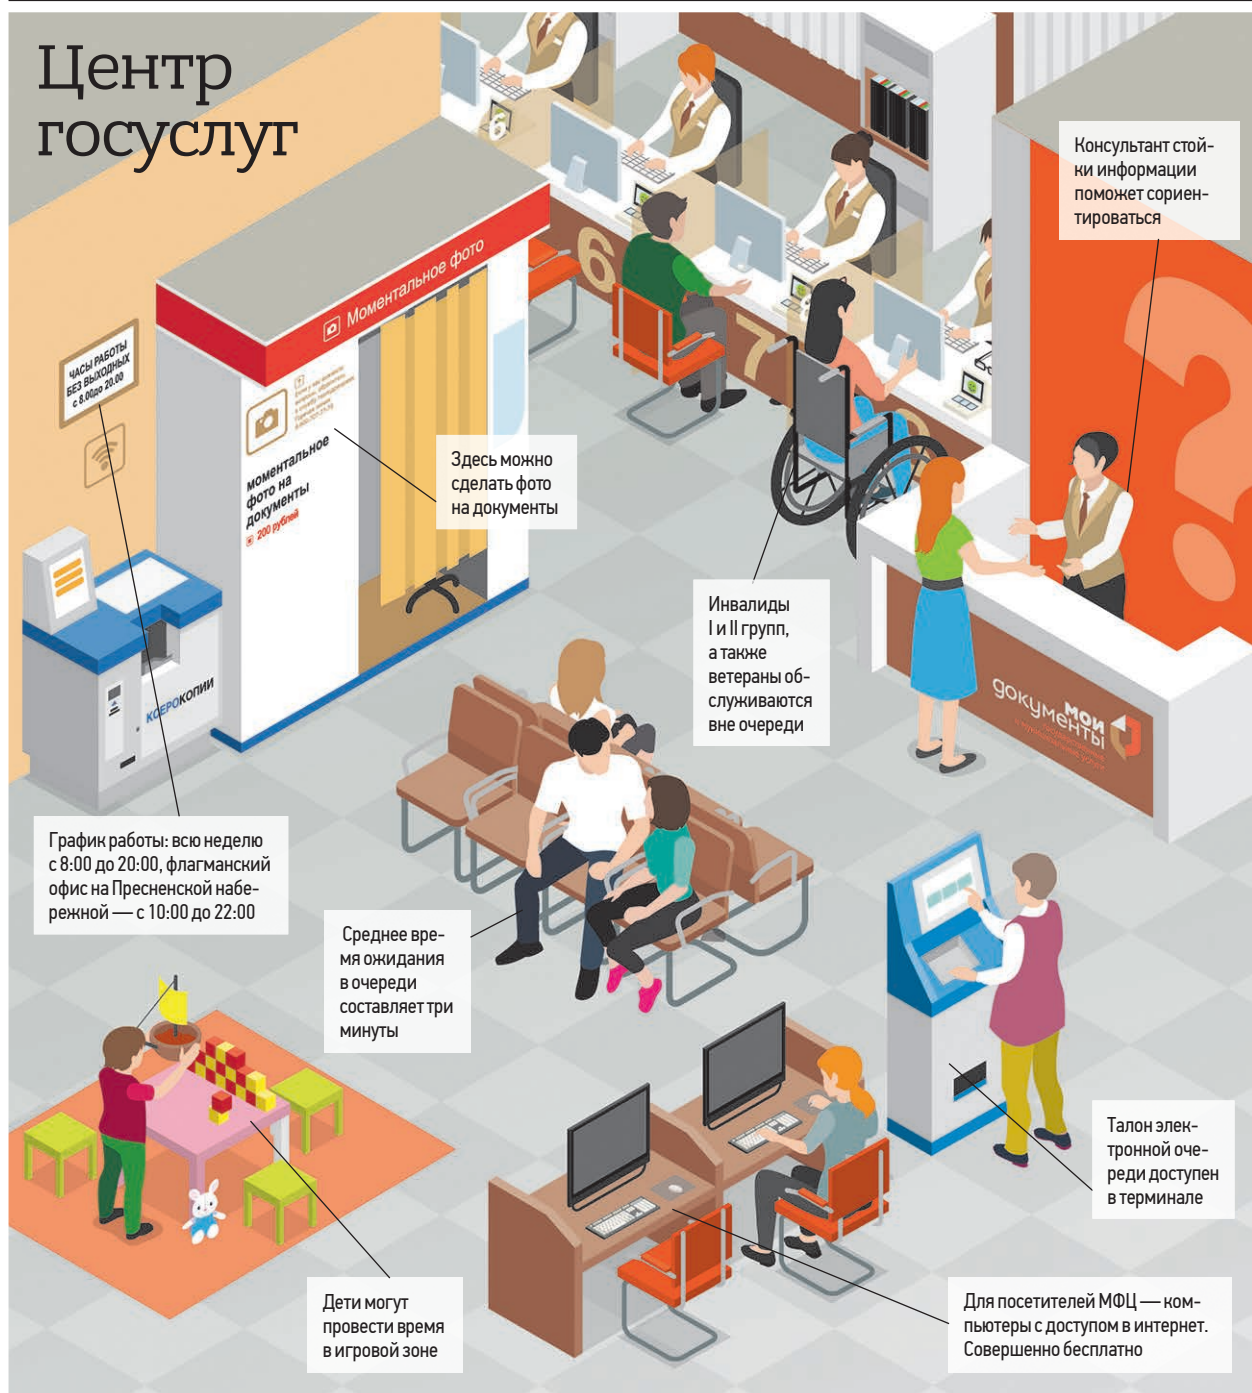 Центр
госуслуг
Консультант стой-
ки информации
поможет сориен-
тироваться
6
6
7
Моментальное фото
ЧАСЫ РАБОТЫ
БЕЗ ВЫХОДНЫХ
с 8.00до 20.00
моментальное
фото на
документы
200 рублей
Здесь можно
сделать фото
на документы
Инвалиды
I и II групп,
а также
ветераны об-
служиваются
вне очереди
КСЕРОКОПИИ
мои
документы
График работы: всю неделю
с 8:00 до 20:00, флагманский
офис на Пресненской набе-
режной — с 10:00 до 22:00
Среднее вре-
мя ожидания
в очереди
составляет три
минуты
Талон элек-
тронной оче-
реди доступен
в терминале
Дети могут
провести время
в игровой зоне
Для посетителей МФЦ — ком-
пьютеры с доступом в интернет.
Совершенно бесплатно